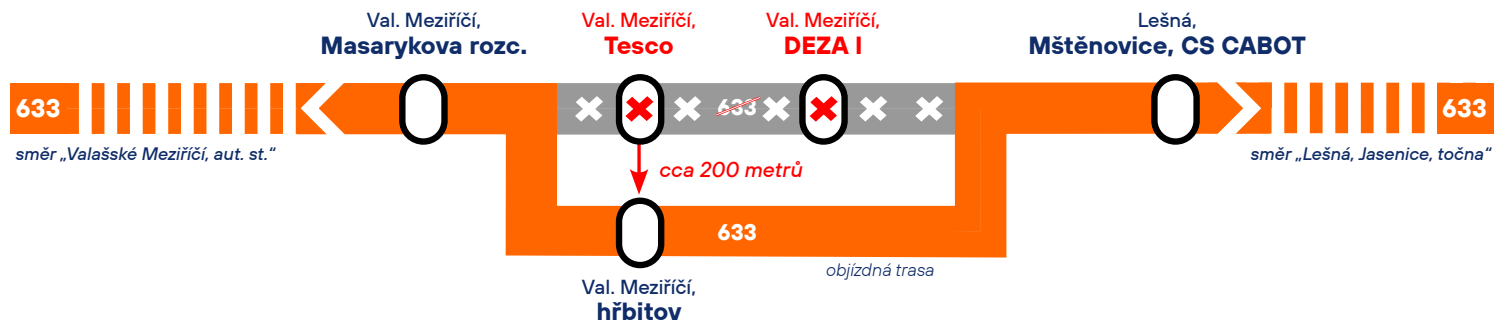 Val. Meziříčí,
Masarykova rozc.
Val. Meziříčí,
Tesco
Val. Meziříčí,
DEZA I
Lešná,
Mštěnovice, CS CABOT
633
633
633
směr „Valašské Meziříčí, aut. st.“
směr „Lešná, Jasenice, točna“
cca 200 metrů
633
objízdná trasa
Val. Meziříčí,
hřbitov